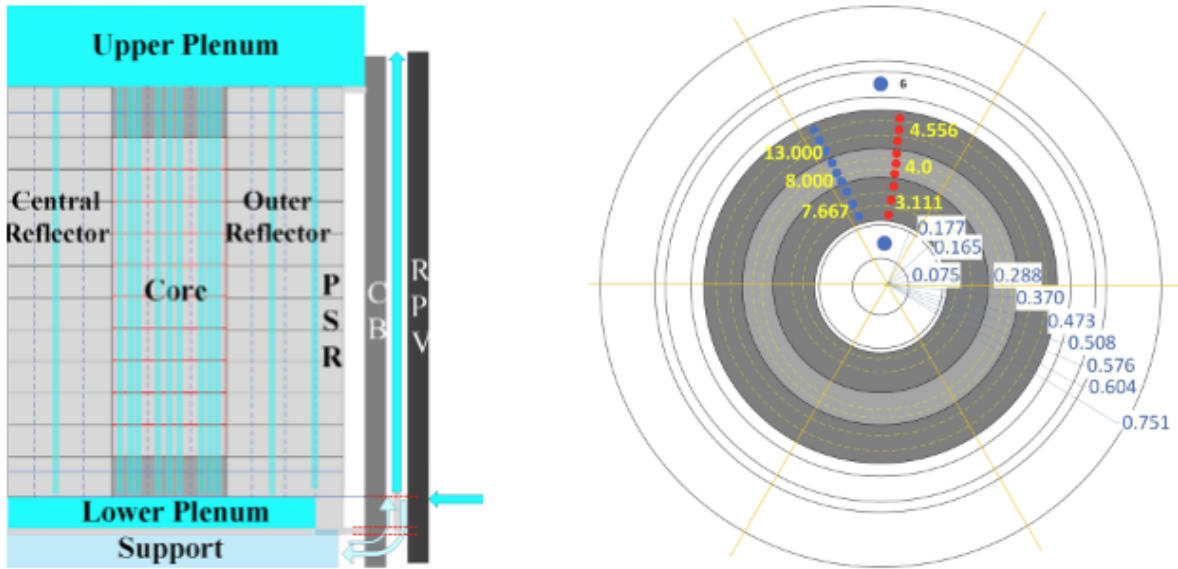 Upper Plenum
Central
Reflector
Outer
Reflector
Core
P
S
R
C
B
R
P
V
Lower Plenum
Support
6
4.556
13.000
4.0
8.000
3.111
7.667
0.177
0.165
0.075
0.288
0.370
0.473
0.508
0.576
0.604
0.751